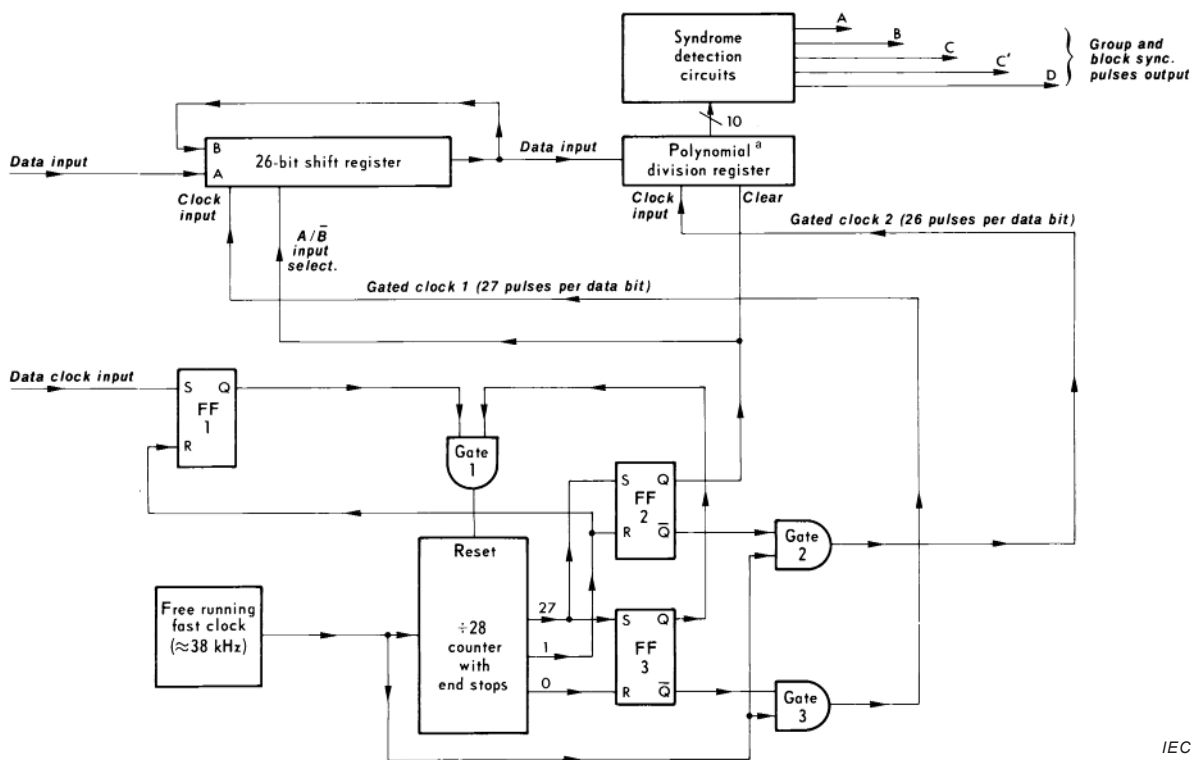 A
B
C
C'
D
Syndrome
detection
circuits
Group and
block sync.
pulses output
10
B
A
26-bit shift register
Data input
Data input
Polynomial a
division register
Clock
input
Clock
input
Clear
A/B̅
input
select.
Gated clock 2 (26 pulses per data bit)
Gated clock 1 (27 pulses per data bit)
Data clock input
S Q
FF
1
R
Gate
1
S Q
FF
2
R Q̅
Gate
2
Reset
÷28
counter
with
end stops
27
1
0
Free running
fast clock
(≈38 kHz)
S Q
FF
3
R Q̅
Gate
3
IEC